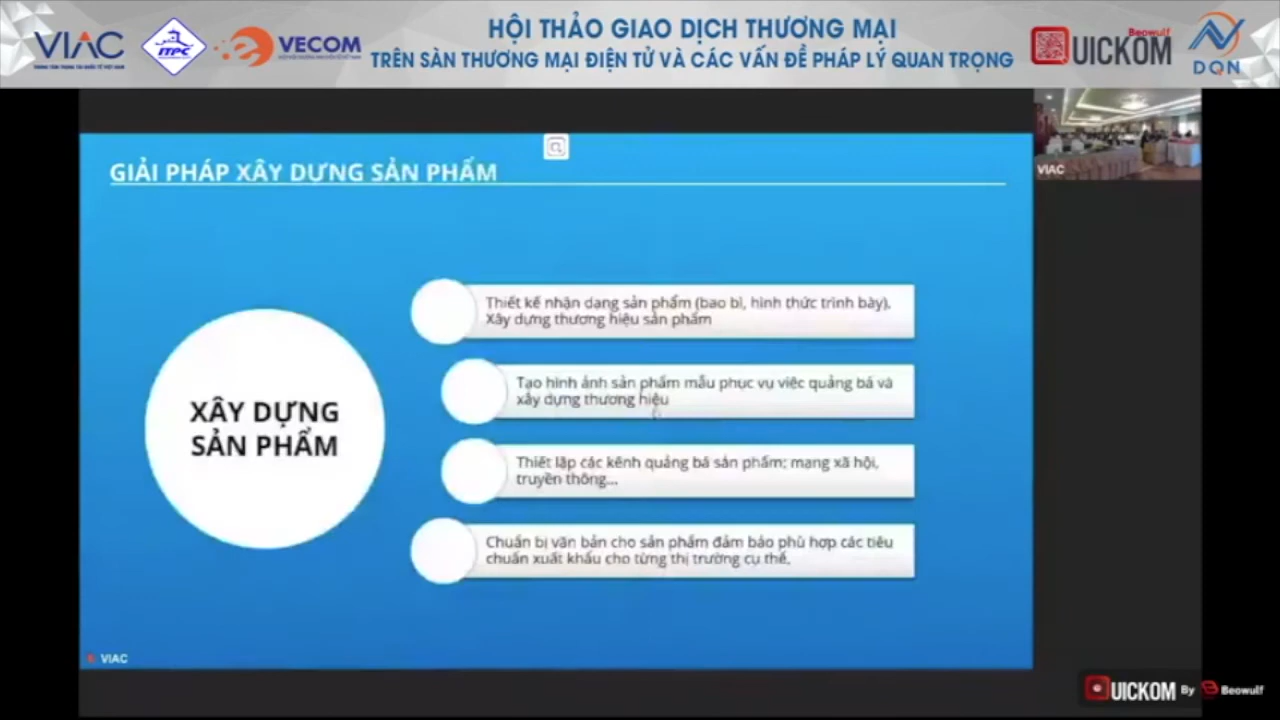 VIAC
ITPC
VECOM
HỘI THẢO GIAO DỊCH THƯƠNG MẠI
TRÊN SÀN THƯƠNG MẠI ĐIỆN TỬ VÀ CÁC VẤN ĐỀ PHÁP LÝ QUAN TRỌNG
Beowulf
QUICKOM
DQN
VIAC
GIẢI PHÁP XÂY DỰNG SẢN PHẨM
XÂY DỰNG
SẢN PHẨM
Thiết kế nhận dạng sản phẩm (bao bì, hình thức trình bày).
Xây dựng thương hiệu sản phẩm
Tạo hình ảnh sản phẩm mẫu phục vụ việc quảng bá và
xây dựng thương hiệu
Thiết lập các kênh quảng bá sản phẩm: mạng xã hội,
truyền thông...
Chuẩn bị văn bản cho sản phẩm đảm bảo phù hợp các tiêu
chuẩn xuất khẩu cho từng thị trường cụ thể.
VIAC
QUICKOM By Beowulf